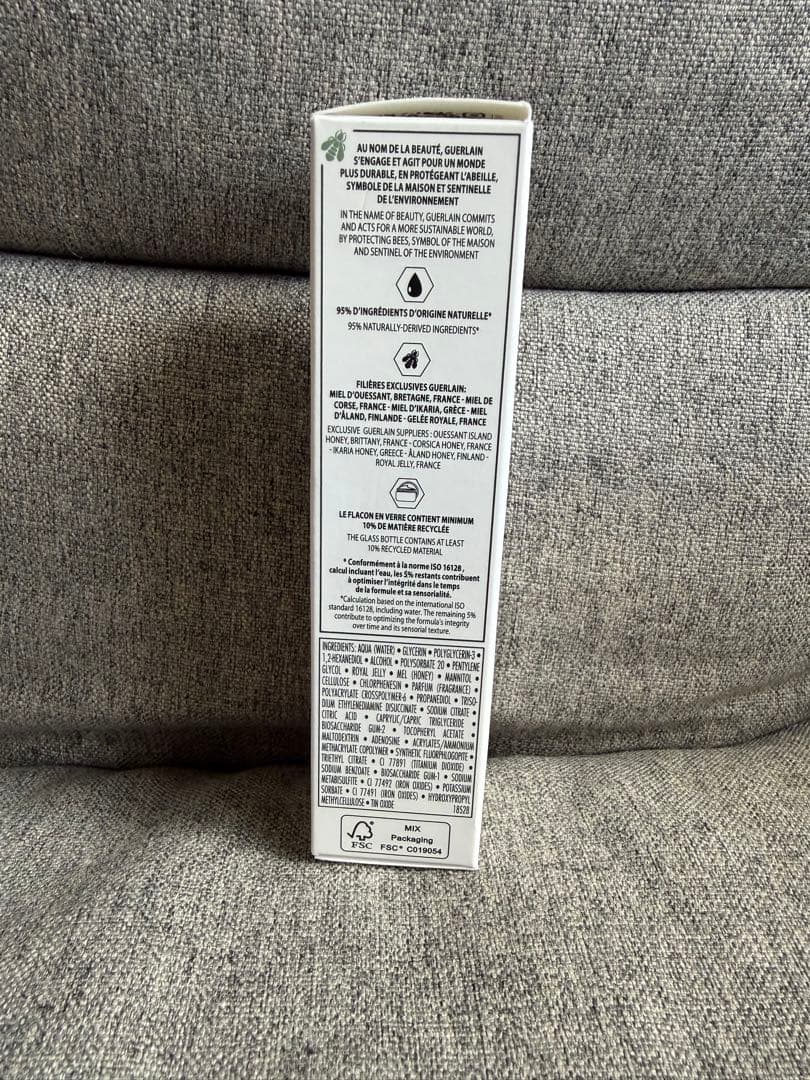 AU NOM DE LA BEAUTÉ, GUERLAIN
S'ENGAGE ET AGIT POUR UN MONDE
PLUS DURABLE, EN PROTÉGEANT L'ABEILLE,
SYMBOLE DE LA MAISON ET SENTINELLE
DE L'ENVIRONNEMENT
IN THE NAME OF BEAUTY, GUERLAIN COMMITS
AND ACTS FOR A MORE SUSTAINABLE WORLD,
BY PROTECTING BEES, SYMBOL OF THE MAISON
AND SENTINEL OF THE ENVIRONMENT
95% D'INGRÉDIENTS D'ORIGINE NATURELLE*
95% NATURALLY-DERIVED INGREDIENTS*
FILIÈRES EXCLUSIVES GUERLAIN:
MIEL D'OUESSANT, BRETAGNE, FRANCE - MIEL DE
CORSE, FRANCE - MIEL D'IKARIA, GRÈCE - MIEL
D'ÅLAND, FINLANDE - GELÉE ROYALE, FRANCE
EXCLUSIVE GUERLAIN SUPPLIERS : OUESSANT ISLAND
HONEY, BRITTANY, FRANCE - CORSICA HONEY, FRANCE
- IKARIA HONEY, GREECE - ÅLAND HONEY, FINLAND -
ROYAL JELLY, FRANCE
LE FLACON EN VERRE CONTIENT MINIMUM
10% DE MATIÈRE RECYCLÉE
THE GLASS BOTTLE CONTAINS AT LEAST
10% RECYCLED MATERIAL
* Conformément à la norme ISO 16128,
calcul incluant l'eau, les 5% restants contribuent
à optimiser l'intégrité dans le temps
de la formule et sa sensorialité.
*Calculation based on the international ISO
standard 16128, including water. The remaining 5%
contribute to optimizing the formula's integrity
over time and its sensorial texture.
INGREDIENTS: AQUA (WATER) • GLYCERIN • POLYGLYCERIN-3 •
1,2-HEXANEDIOL • ALCOHOL • POLYSORBATE 20 • PENTYLENE
GLYCOL • ROYAL JELLY • MEL (HONEY) • MANNITOL •
CELLULOSE • CHLORPHENESIN • PARFUM (FRAGRANCE) •
POLYACRYLATE CROSSPOLYMER-6 • PROPANEDIOL • TRISO-
DIUM ETHYLENEDIAMINE DISUCCINATE • SODIUM CITRATE •
CITRIC ACID • CAPRYLIC/CAPRIC TRIGLYCERIDE •
BIOSACCHARIDE GUM-2 • TOCOPHERYL ACETATE •
MALTODEXTRIN • ADENOSINE • ACRYLATES/AMMONIUM
METHACRYLATE COPOLYMER • SYNTHETIC FLUORPHLOGOPITE •
TRIETHYL CITRATE • CI 77891 (TITANIUM DIOXIDE) •
SODIUM BENZOATE • BIOSACCHARIDE GUM-1 • SODIUM
METABISULFITE • CI 77492 (IRON OXIDES) • POTASSIUM
SORBATE • CI 77491 (IRON OXIDES) • HYDROXYPROPYL
METHYLCELLULOSE • TIN OXIDE 18S28
FSC
MIX
Packaging
FSC® C019054